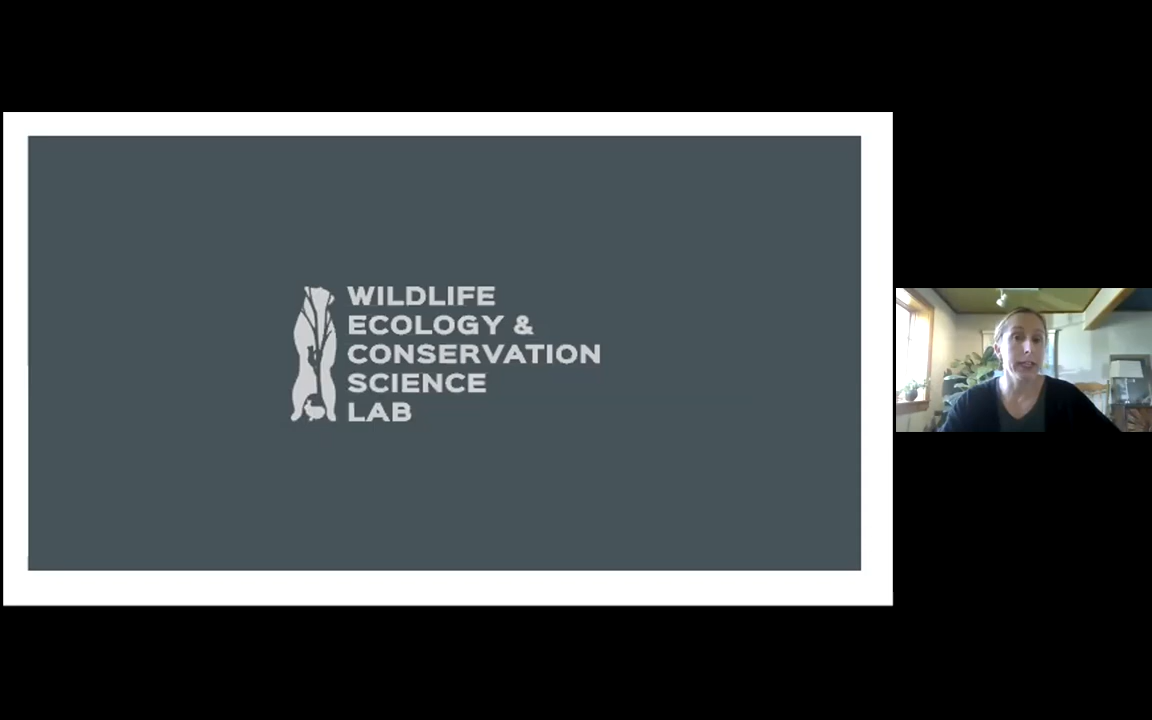 WILDLIFE
ECOLOGY &
CONSERVATION
SCIENCE
LAB